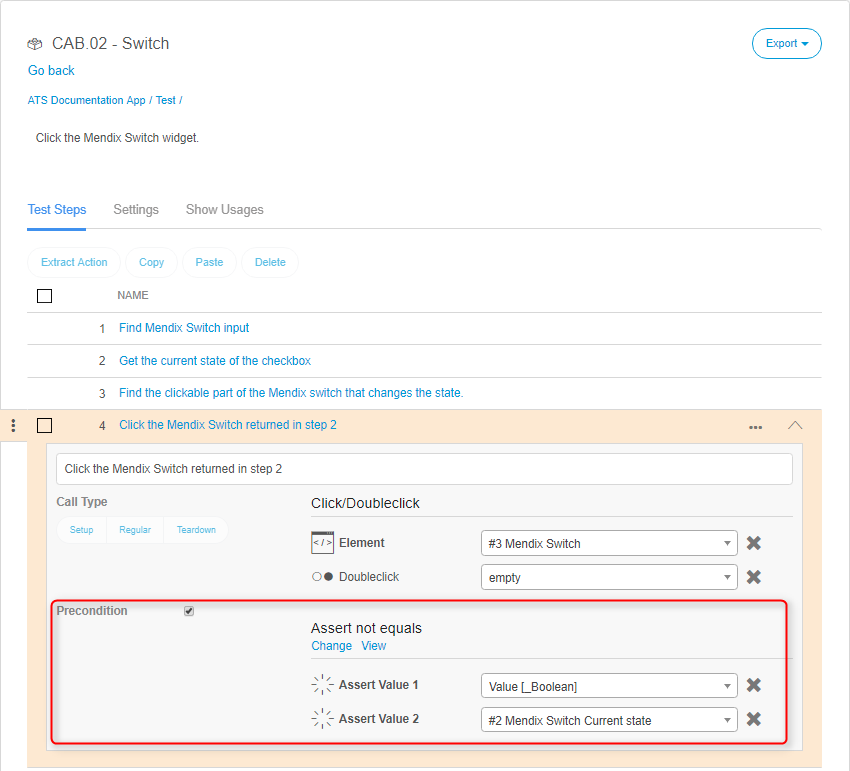 CAB.02 - Switch
Export
Go back
ATS Documentation App / Test /
Click the Mendix Switch widget.
Test Steps Settings Show Usages
Extract Action Copy Paste Delete
NAME
1 Find Mendix Switch input
2 Get the current state of the checkbox
3 Find the clickable part of the Mendix switch that changes the state.
4 Click the Mendix Switch returned in step 2
Click the Mendix Switch returned in step 2
Call Type Click/Doubleclick
Setup Regular Teardown
</> Element #3 Mendix Switch
Doubleclick empty
Precondition
Assert not equals
Change View
Assert Value 1 Value [_Boolean]
Assert Value 2 #2 Mendix Switch Current state